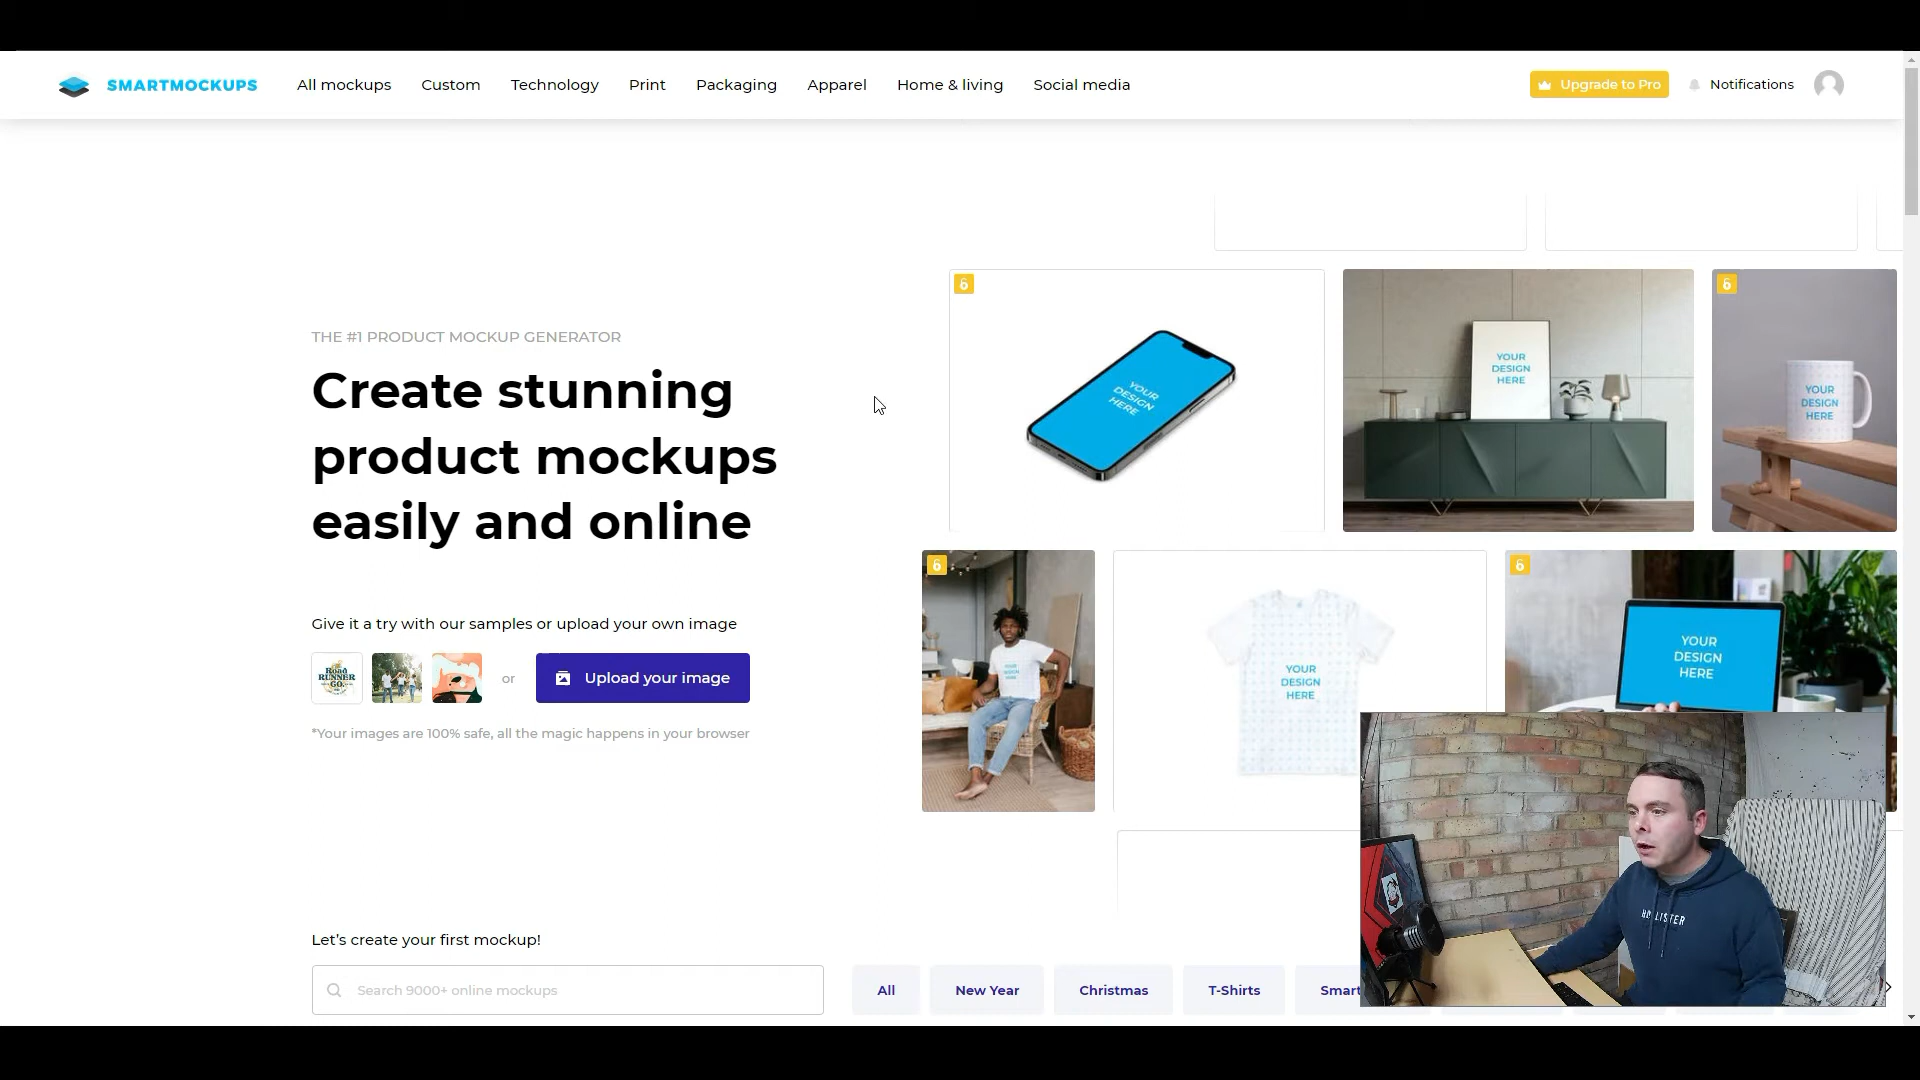 SMARTMOCKUPS
All mockups
Custom
Technology
Print
Packaging
Apparel
Home & living
Social media
Upgrade to Pro
Notifications
THE #1 PRODUCT MOCKUP GENERATOR
Create stunning
product mockups
easily and online
Give it a try with our samples or upload your own image
Road
RUNNER
GO.
or
Upload your image
*Your images are 100% safe, all the magic happens in your browser
YOUR
DESIGN
HERE
YOUR
DESIGN
HERE
YOUR
DESIGN
HERE
YOUR
DESIGN
HERE
YOUR
DESIGN
HERE
Let's create your first mockup!
Search 9000+ online mockups
All
New Year
Christmas
T-Shirts
Smart